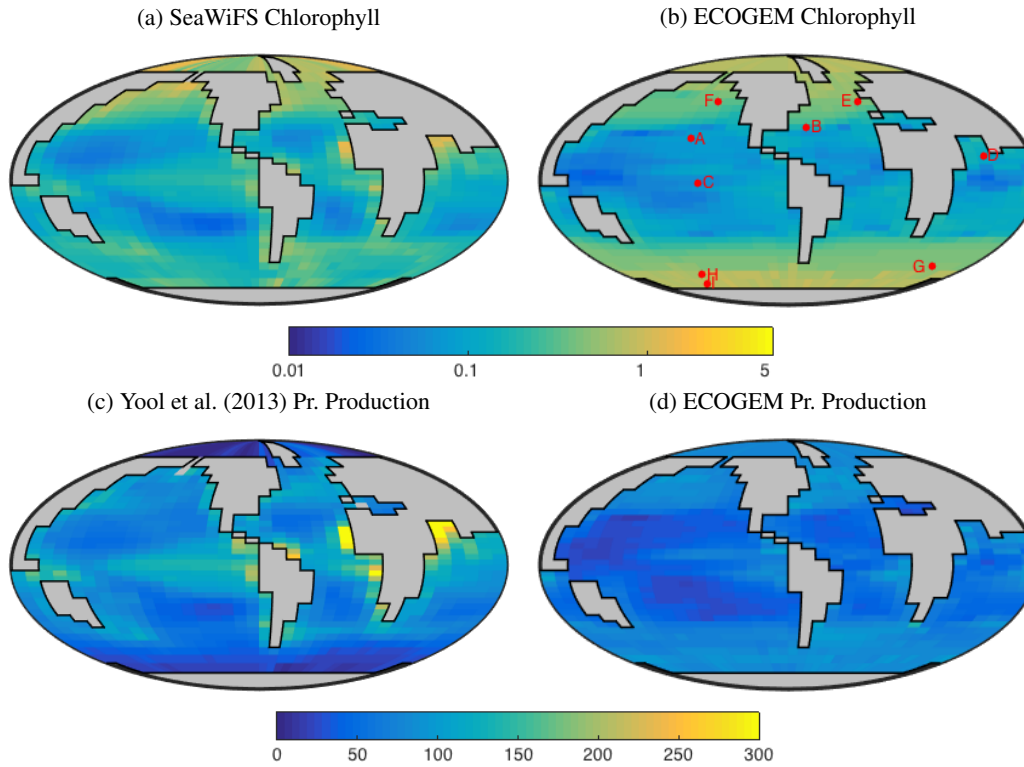 (a) SeaWiFS Chlorophyll
(b) ECOGEM Chlorophyll
F
E
B
A
D
C
G
H
I
0.01 0.1 1 5
(c) Yool et al. (2013) Pr. Production
(d) ECOGEM Pr. Production
0 50 100 150 200 250 300